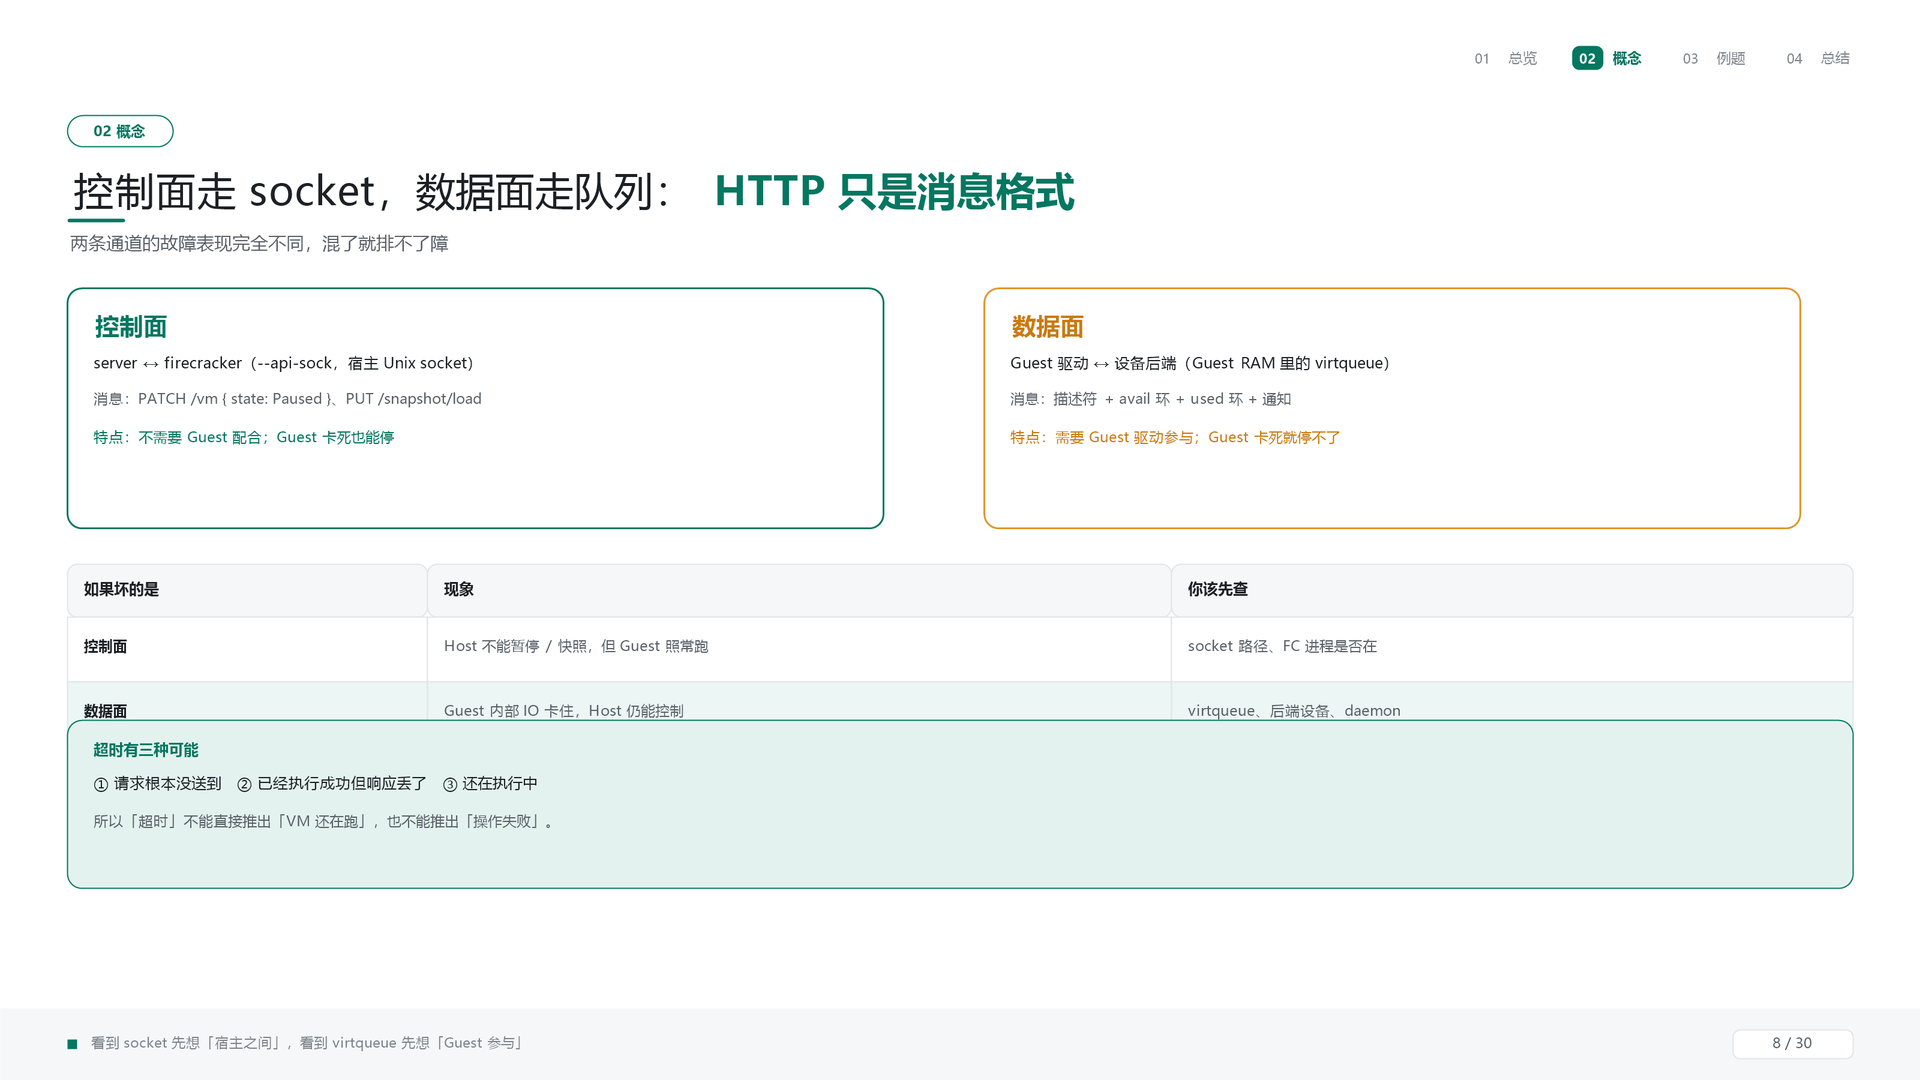 01 总览 02 概念 03 例题 04 总结
02 概念
控制面走 socket，数据面走队列： HTTP 只是消息格式
两条通道的故障表现完全不同，混了就排不了障
控制面
server ↔ firecracker（--api-sock，宿主 Unix socket）
消息：PATCH /vm { state: Paused }、PUT /snapshot/load
特点：不需要 Guest 配合；Guest 卡死也能停
数据面
Guest 驱动 ↔ 设备后端（Guest RAM 里的 virtqueue）
消息：描述符 + avail 环 + used 环 + 通知
特点：需要 Guest 驱动参与；Guest 卡死就停不了
如果坏的是 现象 你该先查
控制面 Host 不能暂停 / 快照，但 Guest 照常跑 socket 路径、FC 进程是否在
数据面 Guest 内部 IO 卡住，Host 仍能控制 virtqueue、后端设备、daemon
超时有三种可能
① 请求根本没送到 ② 已经执行成功但响应丢了 ③ 还在执行中
所以「超时」不能直接推出「VM 还在跑」，也不能推出「操作失败」。
看到 socket 先想「宿主之间」，看到 virtqueue 先想「Guest 参与」
8 / 30